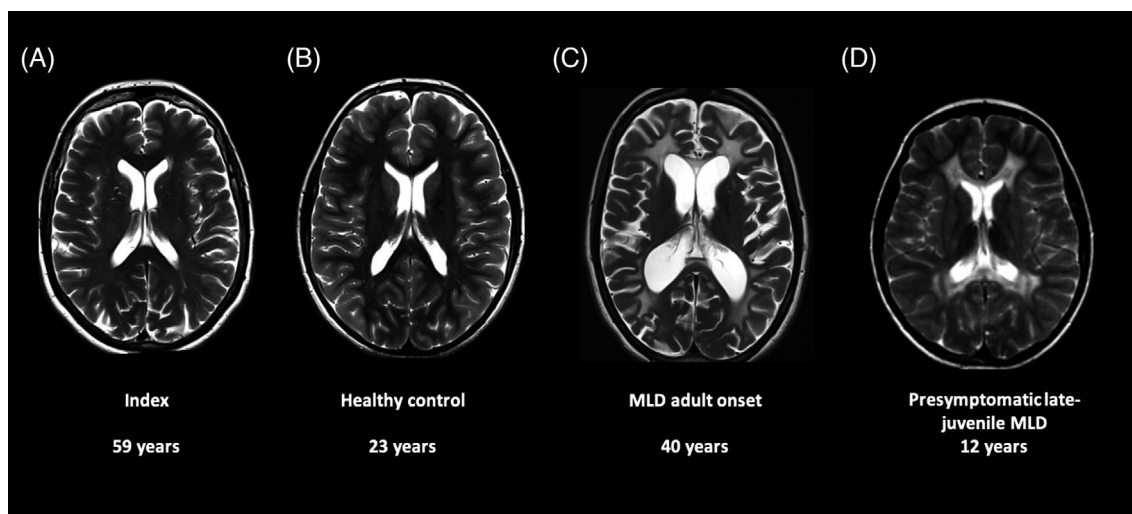 (A)
(B)
(C)
(D)
Index
59 years
Healthy control
23 years
MLD adult onset
40 years
Presymptomatic late-
juvenile MLD
12 years